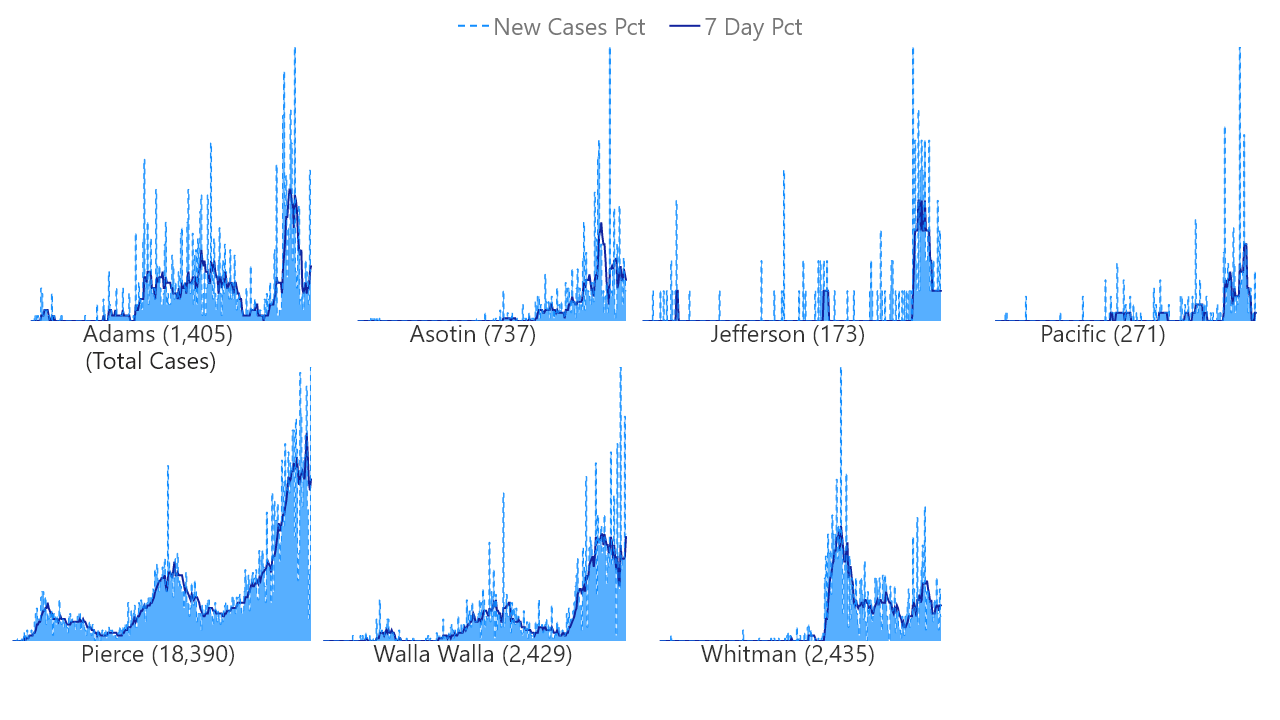 New Cases Pct 7 Day Pct
Adams (1,405) Asotin (737) Jefferson (173) Pacific (271)
(Total Cases)
Pierce (18,390) Walla Walla (2,429) Whitman (2,435)